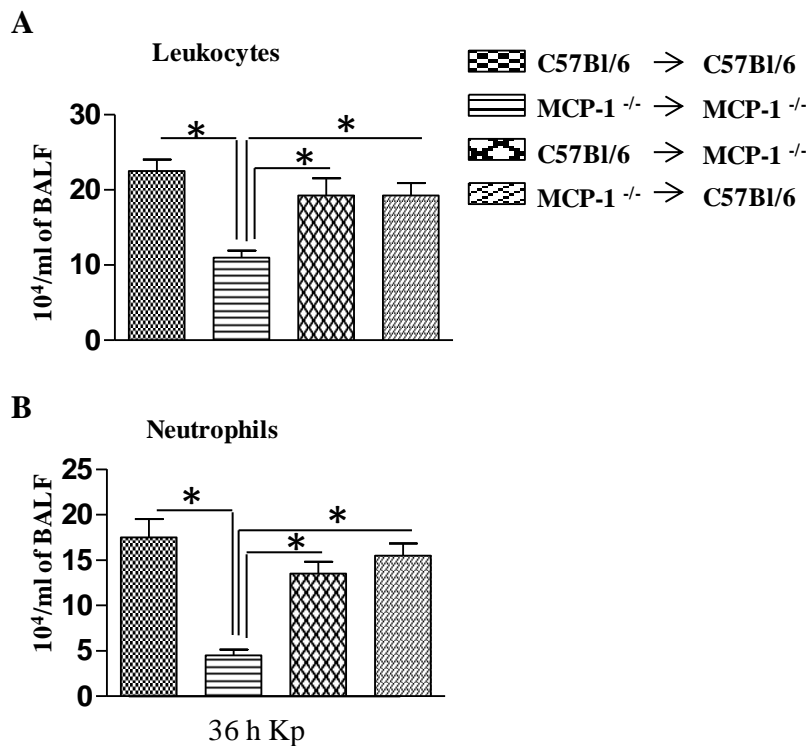 A
Leukocytes
30
20
10
0
10⁴/ml of BALF
* * *
C57Bl/6 → C57Bl/6
MCP-1 -/- → MCP-1 -/-
C57Bl/6 → MCP-1 -/-
MCP-1 -/- → C57Bl/6
B
Neutrophils
25
20
15
10
5
0
10⁴/ml of BALF
* * *
36 h Kp